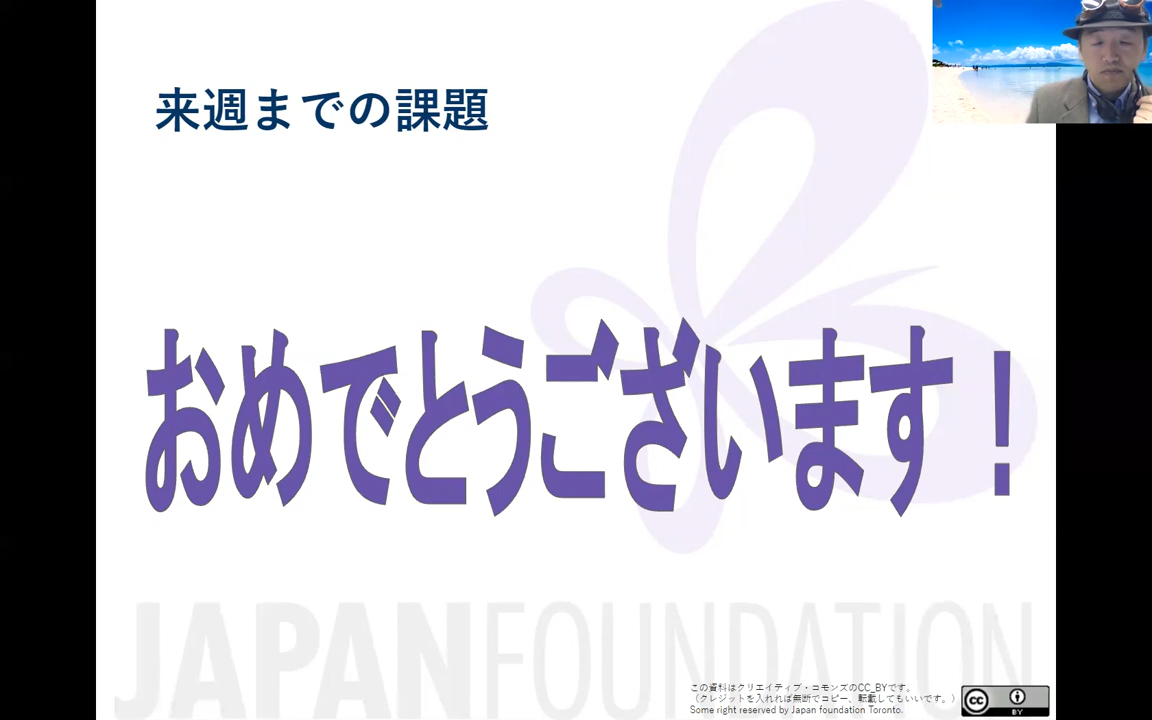 来週までの課題
おめでとうございます！
JAPANFOUNDATION
この資料はクリエイティブ・コモンズのCC_BYです。
（クレジットを入れれば無断でコピー、転載してもいいです。）
Some right reserved by Japan foundation Toronto.
cc
BY